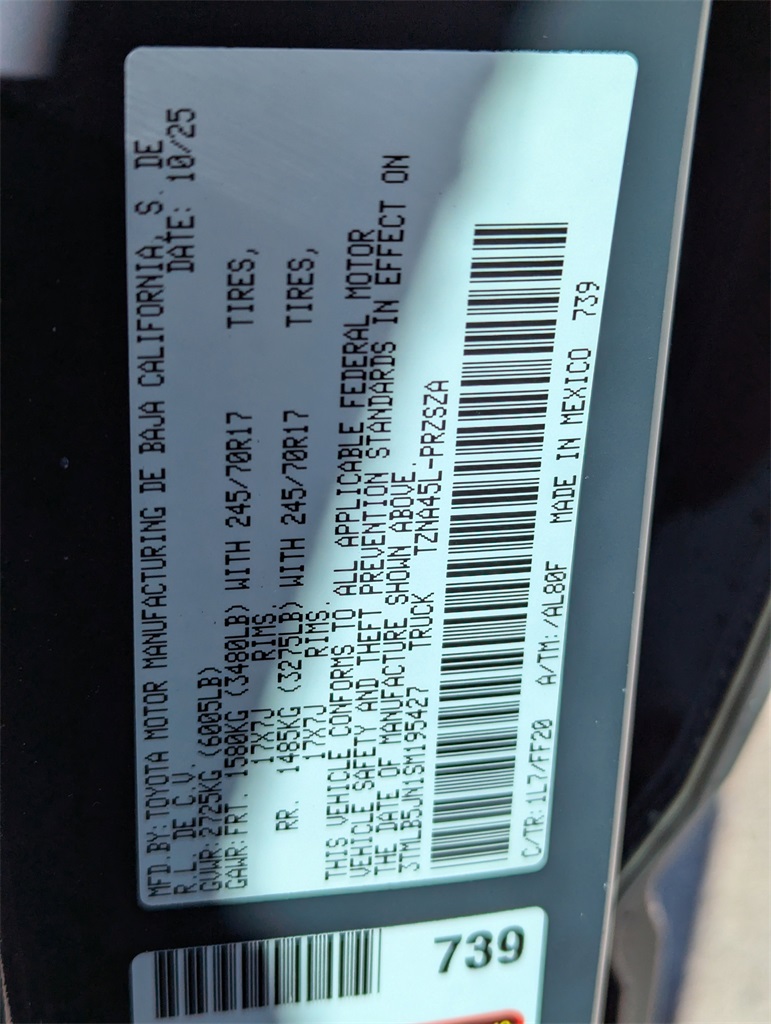 MFD.BY:TOYOTA MOTOR MANUFACTURING DE BAJA CALIFORNIA, S. DE
R.L. DE C.V. DATE: 10/25
GVWR:2725KG (6005LB)
GAWR:FRT. 1580KG (3480LB) WITH 245/70R17 TIRES,
17X7J RIMS.
RR. 1485KG (3275LB) WITH 245/70R17 TIRES,
17X7J RIMS.
THIS VEHICLE CONFORMS TO ALL APPLICABLE FEDERAL MOTOR
VEHICLE SAFETY AND THEFT PREVENTION STANDARDS IN EFFECT ON
THE DATE OF MANUFACTURE SHOWN ABOVE.
3TMLB5JN1SM195427 TRUCK TZNA45L-PRZSZA
C/TR:1L7/FF20 A/TM:/AL80F MADE IN MEXICO 739
739